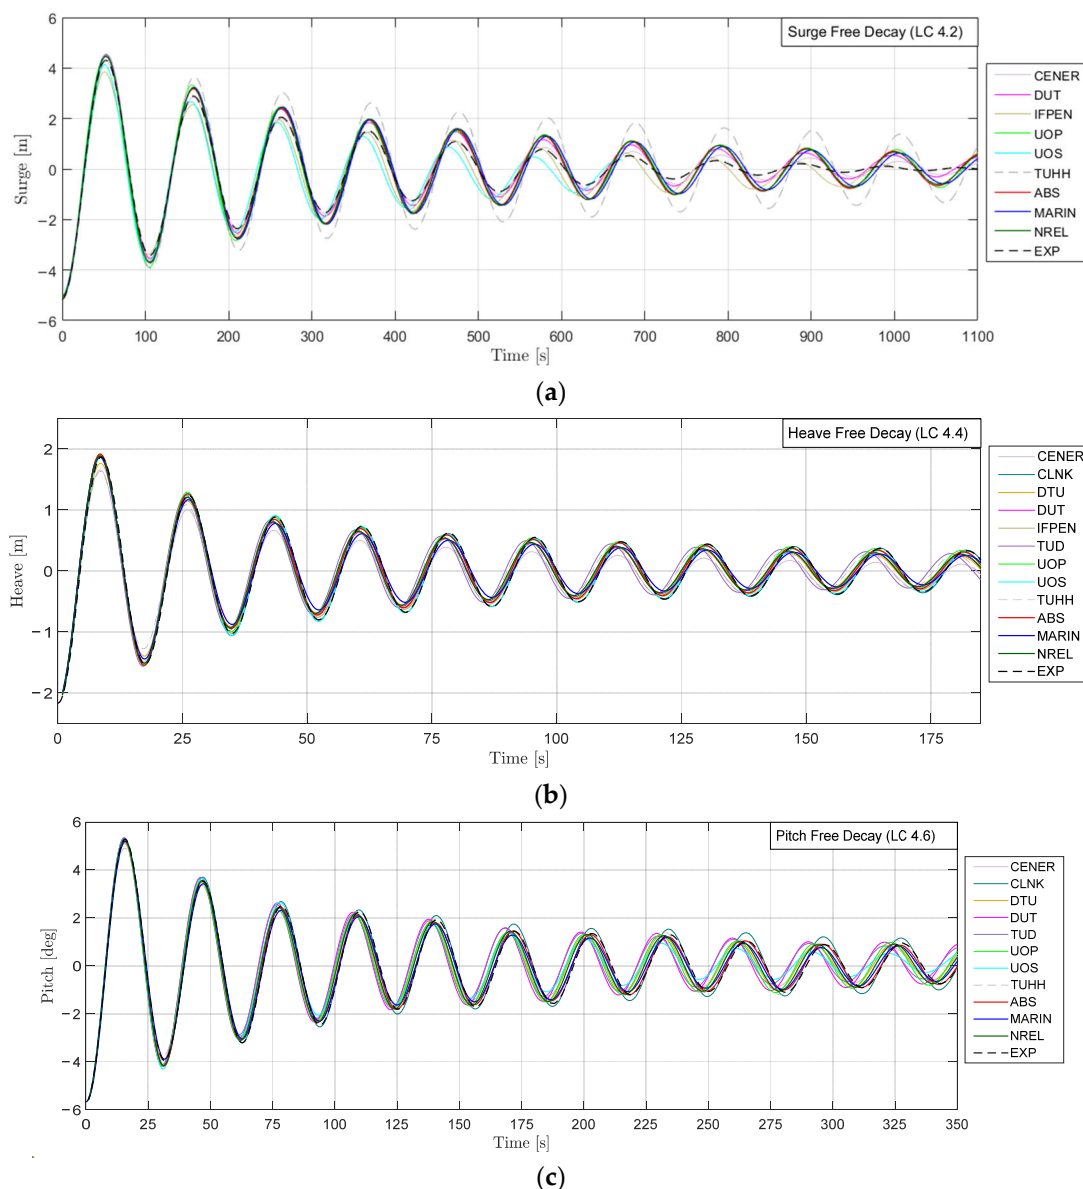 Surge Free Decay (LC 4.2)
Surge [m]
6
4
2
0
−2
−4
−6
0 100 200 300 400 500 600 700 800 900 1000 1100
Time [s]
CENER
DUT
IFPEN
UOP
UOS
TUHH
ABS
MARIN
NREL
EXP
(a)
Heave Free Decay (LC 4.4)
Heave [m]
2
1
0
−1
−2
0 25 50 75 100 125 150 175
Time [s]
CENER
CLNK
DTU
DUT
IFPEN
TUD
UOP
UOS
TUHH
ABS
MARIN
NREL
EXP
(b)
Pitch Free Decay (LC 4.6)
Pitch [deg]
6
4
2
0
−2
−4
−6
0 25 50 75 100 125 150 175 200 225 250 275 300 325 350
Time [s]
CENER
CLNK
DTU
DUT
TUD
UOP
UOS
TUHH
ABS
MARIN
NREL
EXP
(c)